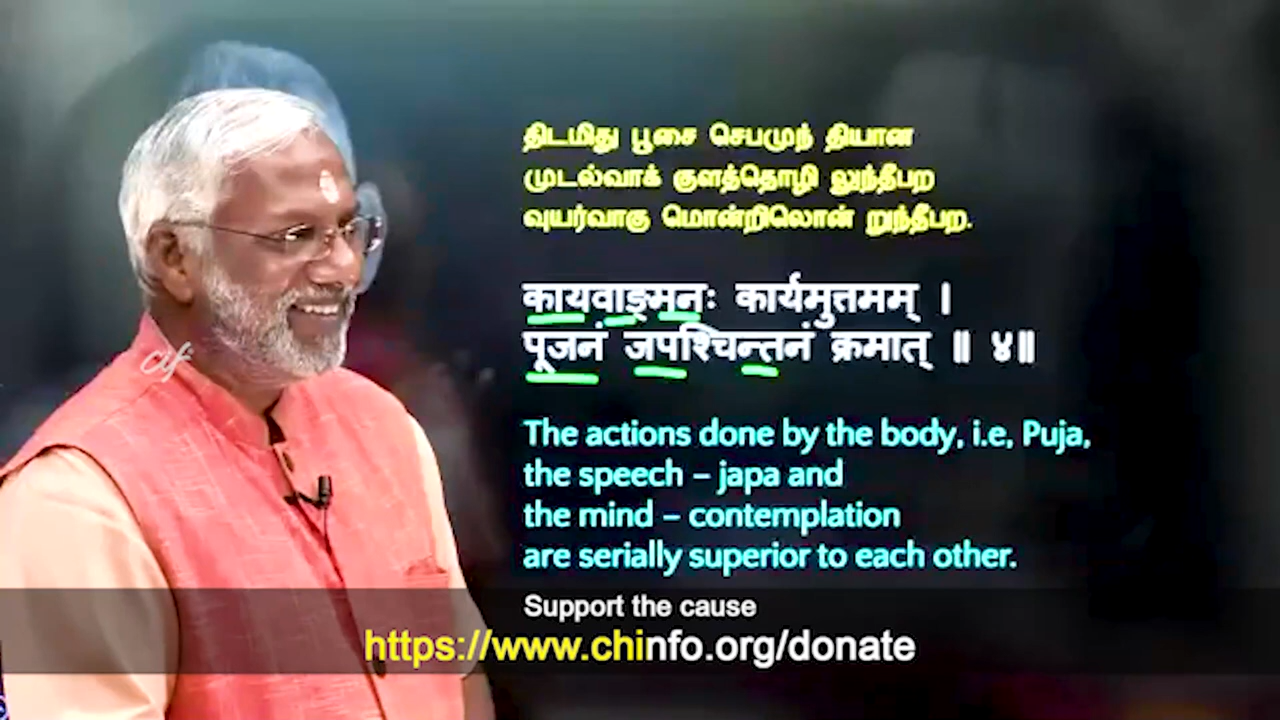 திடமிது பூசை செபமுந் தியான
முடல்வாக் குளத்தொழி லுந்தீபற
வுயர்வாகு மொன்றிலொன் றுந்தீபற.
कायवाङ्मनः कार्यमुत्तमम् ।
पूजनं जपश्चिन्तनं क्रमात् ॥ ४॥
The actions done by the body, i.e, Puja,
the speech – japa and
the mind – contemplation
are serially superior to each other.
Support the cause
https://www.chinfo.org/donate